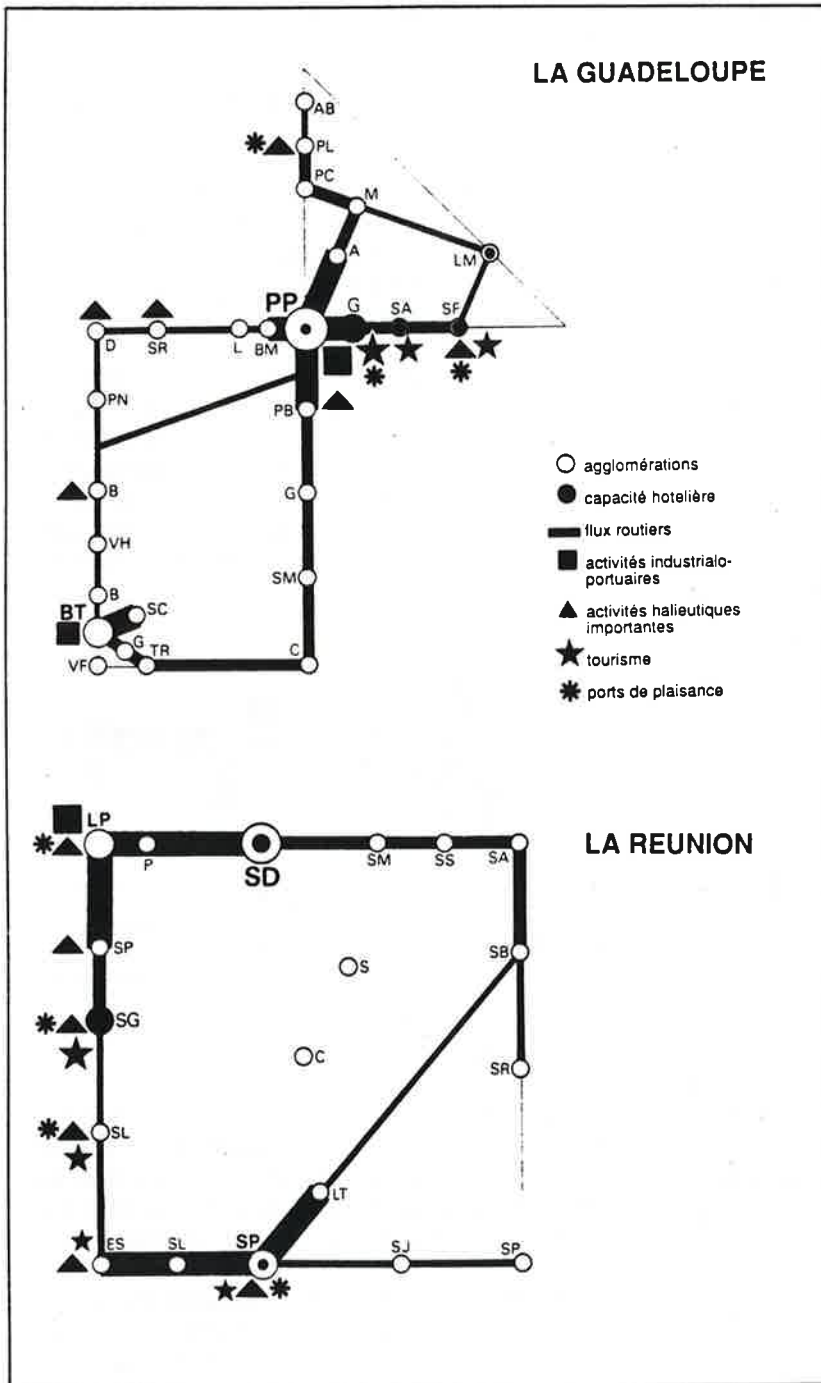 LA GUADELOUPE
AB
PL
PC
M
A
LM
PP
G
SA
SF
D
SR
L
BM
PN
PB
B
G
VH
SM
B
BT
SC
G
TR
C
VF
agglomérations
capacité hotelière
flux routiers
activités industrialo-
portuaires
activités halieutiques
importantes
tourisme
ports de plaisance
LA REUNION
LP
P
SD
SM
SS
SA
SP
S
SB
SG
C
SR
SL
LT
ES
SL
SP
SJ
SP